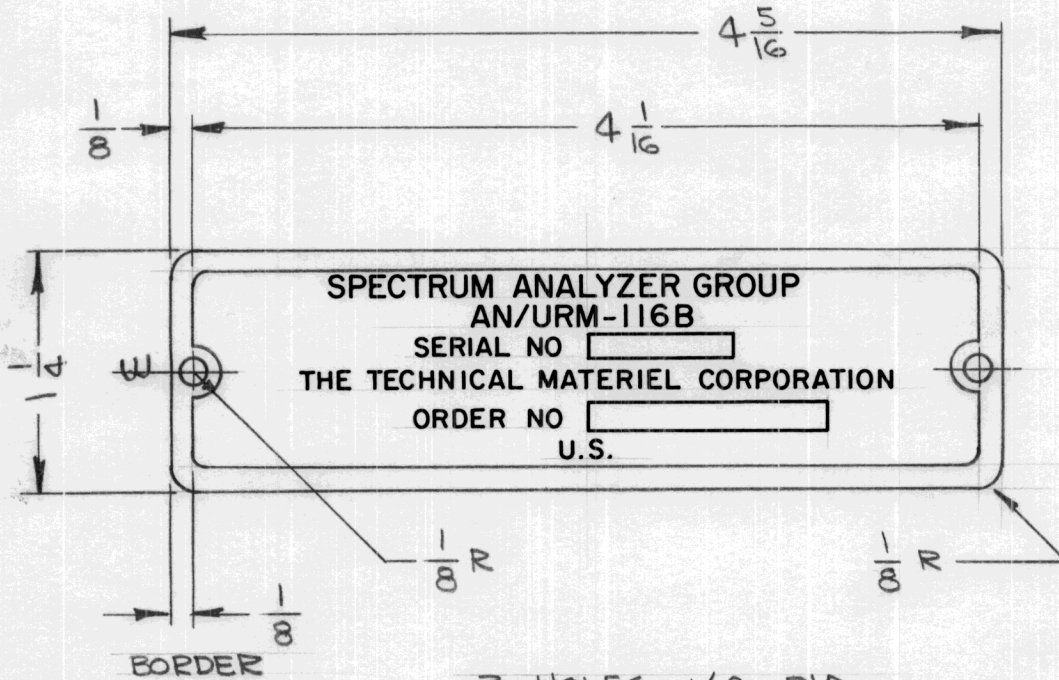 4 5/16
1/8
4 1/16
1 1/4
SPECTRUM ANALYZER GROUP
AN/URM-116B
SERIAL NO
THE TECHNICAL MATERIEL CORPORATION
ORDER NO
U.S.
1/8 R
1/8 R
1/8
BORDER